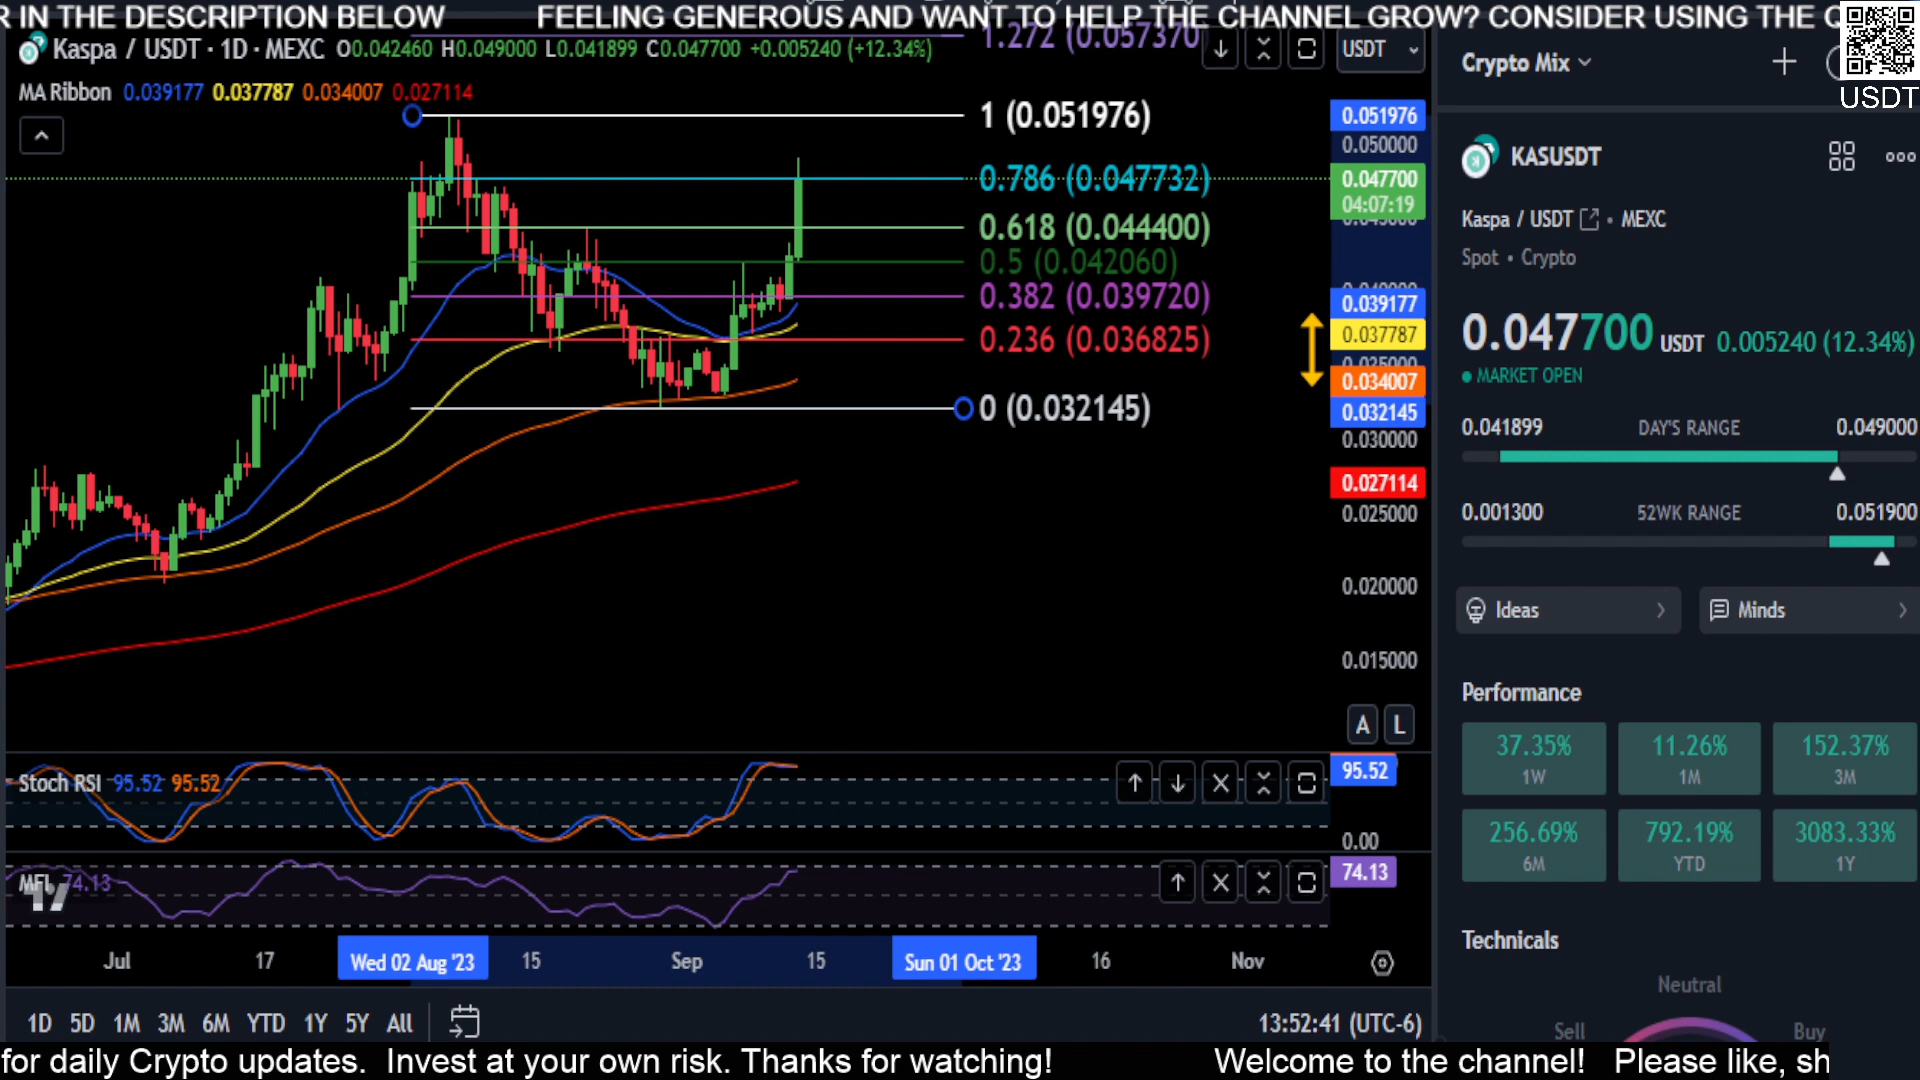 R IN THE DESCRIPTION BELOW FEELING GENEROUS AND WANT TO HELP THE CHANNEL GROW? CONSIDER USING THE Q
Kaspa / USDT · 1D · MEXC O0.042460 H0.049000 L0.041899 C0.047700 +0.005240 (+12.34%)
1.272 (0.057370
USDT
MA Ribbon 0.039177 0.037787 0.034007 0.027114
1 (0.051976)
0.786 (0.047732)
0.618 (0.044400)
0.5 (0.042060)
0.382 (0.039720)
0.236 (0.036825)
0 (0.032145)
0.051976
0.050000
0.047700
04:07:19
0.039177
0.037787
0.034007
0.032145
0.030000
0.027114
0.025000
0.020000
0.015000
A L
Stoch RSI 95.52 95.52
95.52
0.00
MFI 74.13
74.13
Jul 17 Wed 02 Aug '23 15 Sep 15 Sun 01 Oct '23 16 Nov
1D 5D 1M 3M 6M YTD 1Y 5Y All
13:52:41 (UTC-6)
Crypto Mix
USDT
KASUSDT
Kaspa / USDT • MEXC
Spot • Crypto
0.047700 USDT 0.005240 (12.34%)
MARKET OPEN
0.041899 DAY'S RANGE 0.049000
0.001300 52WK RANGE 0.051900
Ideas
Minds
Performance
37.35% 11.26% 152.37%
1W 1M 3M
256.69% 792.19% 3083.33%
6M YTD 1Y
Technicals
Neutral
Sell Buy
for daily Crypto updates. Invest at your own risk. Thanks for watching! Welcome to the channel! Please like, sh